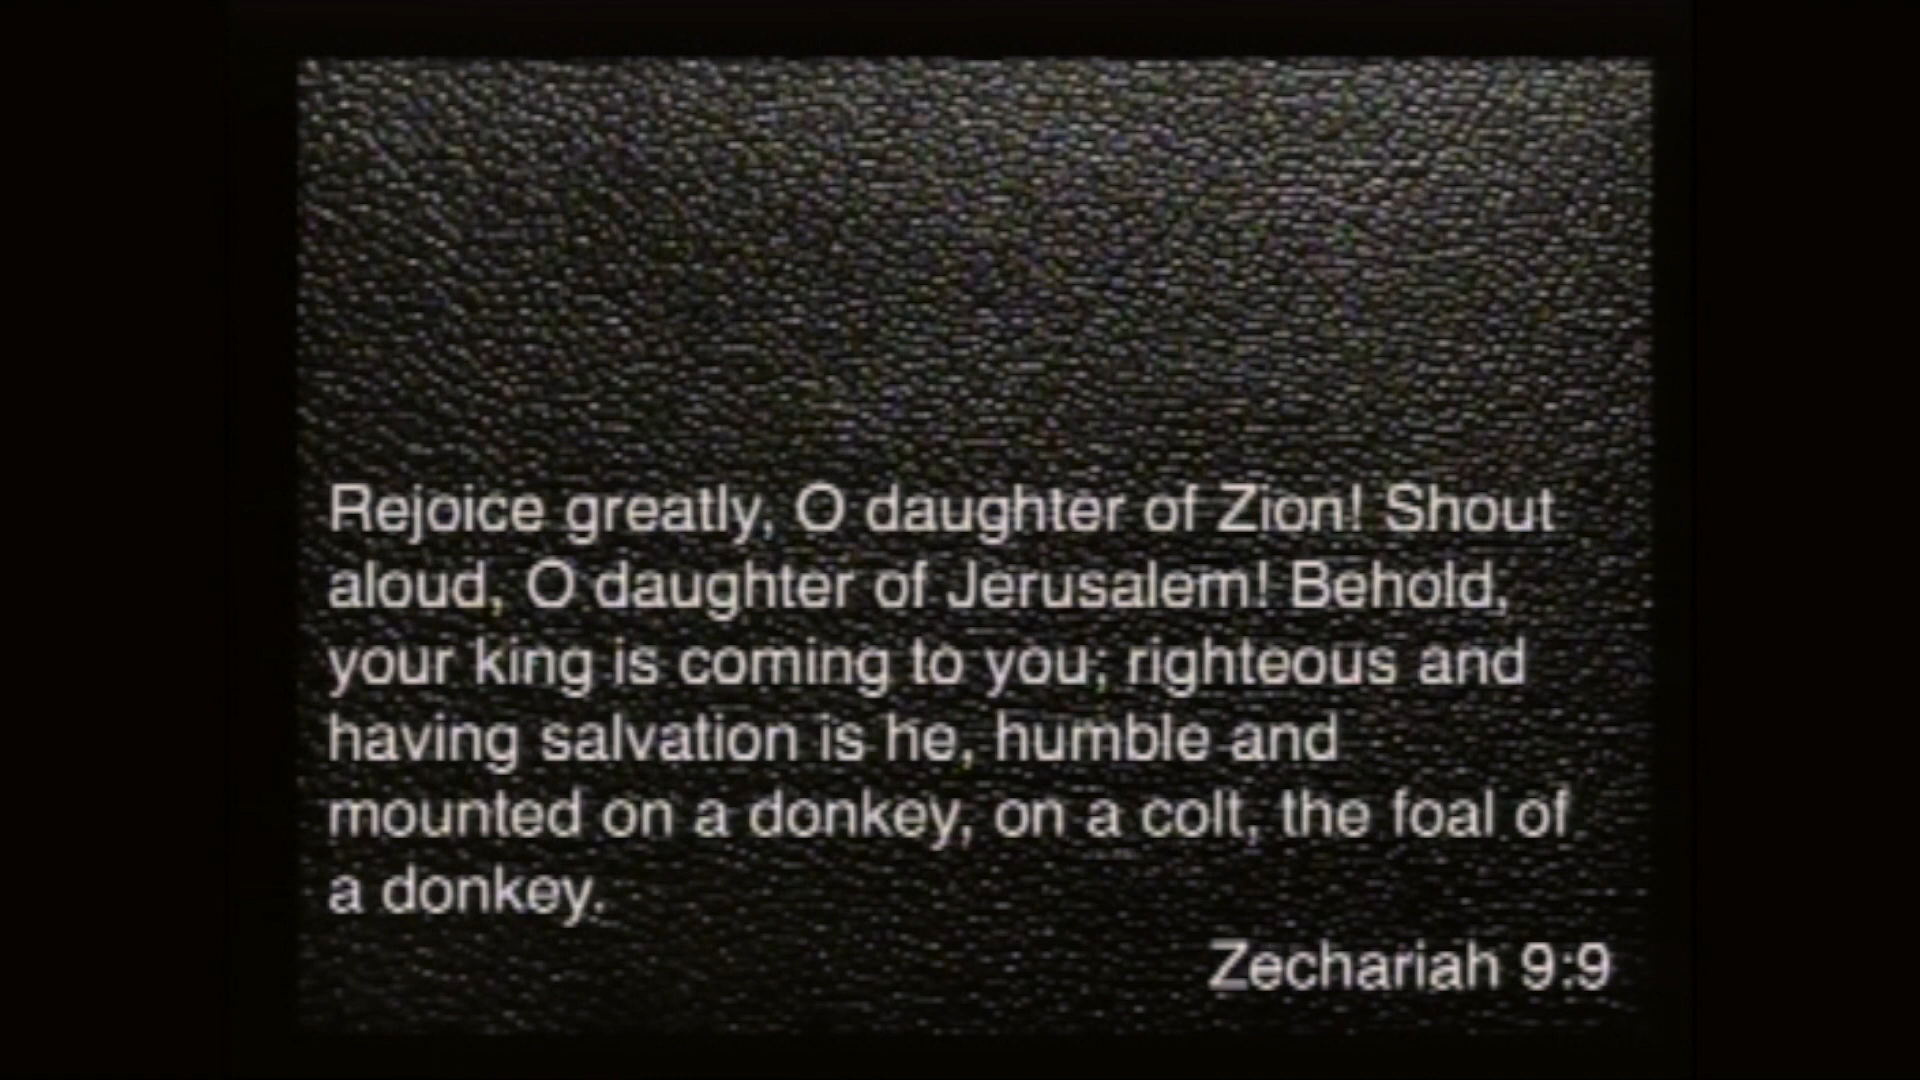 Rejoice greatly, O daughter of Zion! Shout
aloud, O daughter of Jerusalem! Behold,
your king is coming to you; righteous and
having salvation is he, humble and
mounted on a donkey, on a colt, the foal of
a donkey.
Zechariah 9:9